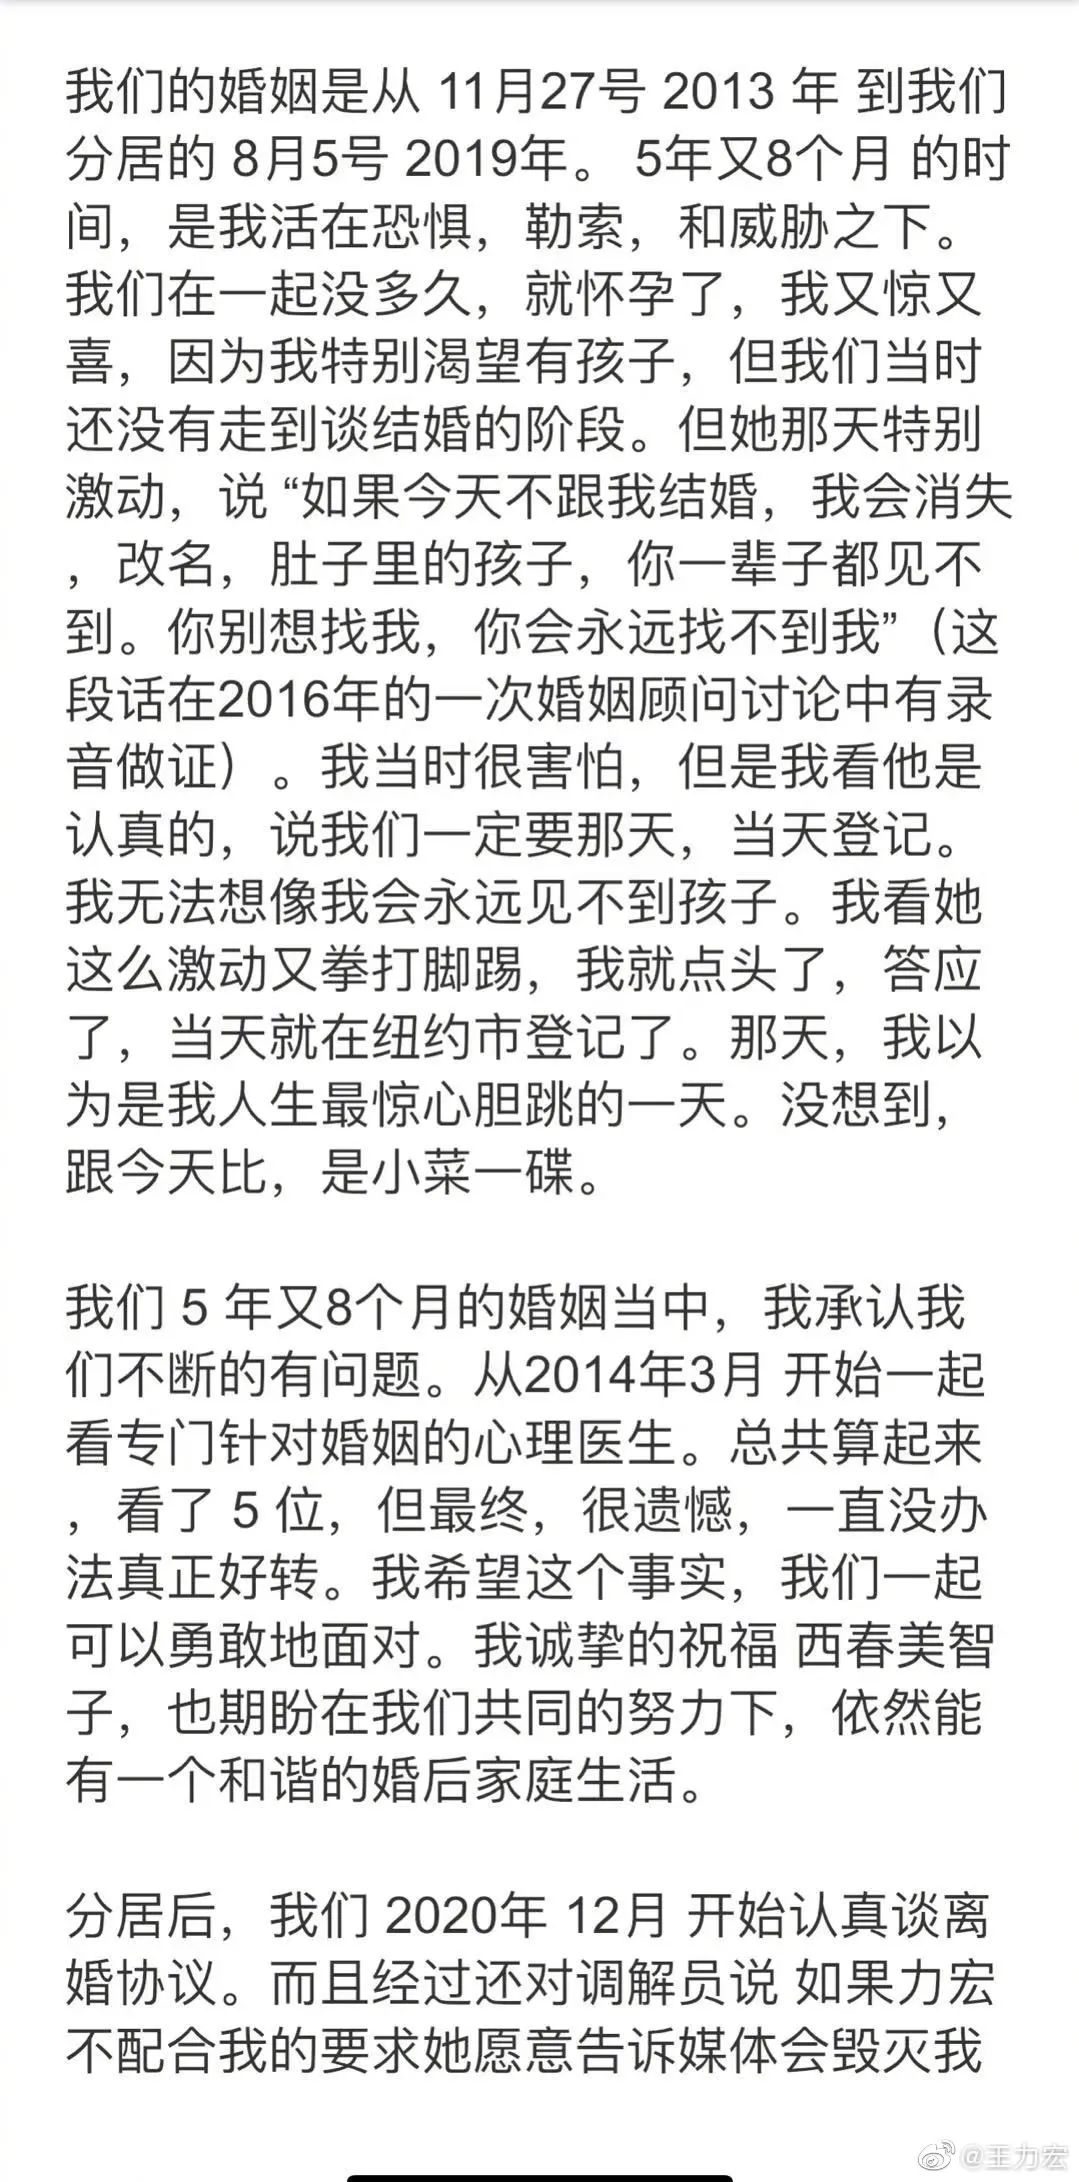 我们的婚姻是从 11月27号 2013 年 到我们
分居的 8月5号 2019年。 5年又8个月 的时
间，是我活在恐惧，勒索，和威胁之下。
我们在一起没多久，就怀孕了，我又惊又
喜，因为我特别渴望有孩子，但我们当时
还没有走到谈结婚的阶段。但她那天特别
激动，说 “如果今天不跟我结婚，我会消失
，改名，肚子里的孩子，你一辈子都见不
到。你别想找我，你会永远找不到我”（这
段话在2016年的一次婚姻顾问讨论中有录
音做证）。我当时很害怕，但是我看他是
认真的，说我们一定要那天，当天登记。
我无法想像我会永远见不到孩子。我看她
这么激动又拳打脚踢，我就点头了，答应
了，当天就在纽约市登记了。那天，我以
为是我人生最惊心胆跳的一天。没想到，
跟今天比，是小菜一碟。
我们 5 年又8个月的婚姻当中，我承认我
们不断的有问题。从2014年3月 开始一起
看专门针对婚姻的心理医生。总共算起来
，看了 5 位，但最终，很遗憾，一直没办
法真正好转。我希望这个事实，我们一起
可以勇敢地面对。我诚挚的祝福 西春美智
子，也期盼在我们共同的努力下，依然能
有一个和谐的婚后家庭生活。
分居后，我们 2020年 12月 开始认真谈离
婚协议。而且经过还对调解员说 如果力宏
不配合我的要求她愿意告诉媒体会毁灭我
@王力宏